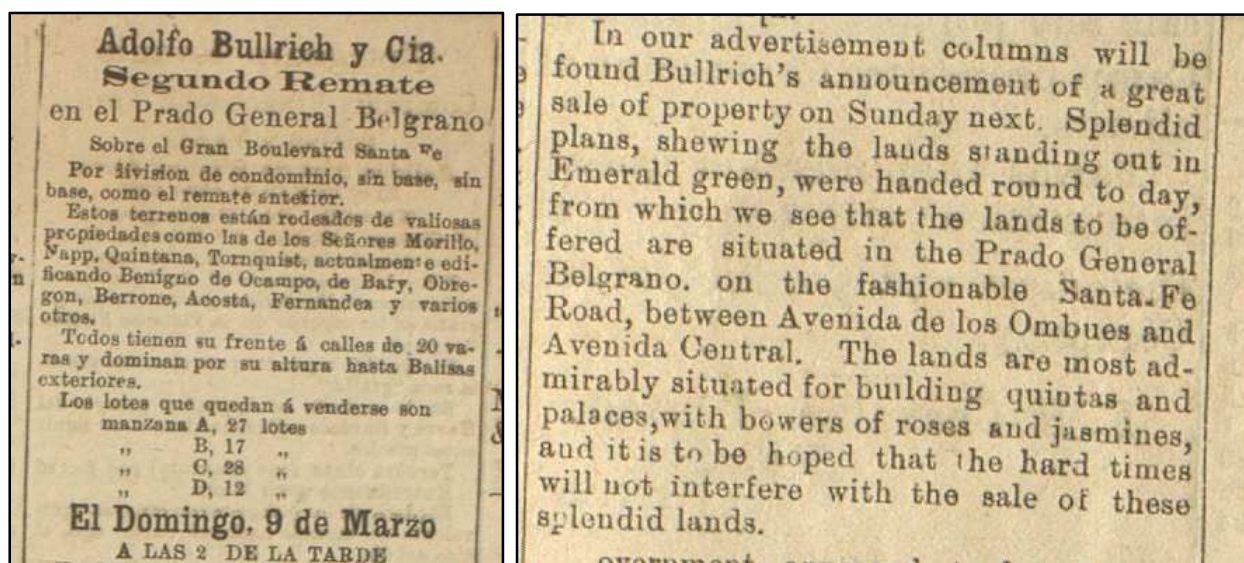 Adolfo Bullrich y Cia.
Segundo Remate
en el Prado General Belgrano
Sobre el Gran Boulevard Santa Fe
Por division de condominio, sin base, sin
base, como el remate antetior.
Estos terrenos están rodeados de valiosas
propiedades como las de los Señores Morillo,
Napp, Quintana, Tornquist, actualmente edi-
ficando Benigno de Ocampo, de Bary, Obre-
gon, Berrone, Acosta, Fernandez y varios
otros.
Todos tienen su frente á calles de 20 va-
ras y dominan por su altura hasta Balisas
exteriores.
Los lotes que quedan á venderse son
manzana A, 27 lotes
„ B, 17 „
„ C, 28 „
„ D, 12 „
El Domingo. 9 de Marzo
A LAS 2 DE LA TARDE
In our advertisement columns will be
found Bullrich's announcement of a great
sale of property on Sunday next. Splendid
plans, shewing the lands standing out in
Emerald green, were handed round to day,
from which we see that the lands to be of-
fered are situated in the Prado General
Belgrano. on the fashionable Santa-Fe
Road, between Avenida de los Ombues and
Avenida Central. The lands are most ad-
mirably situated for building quintas and
palaces, with bowers of roses and jasmines,
and it is to be hoped that the hard times
will not interfere with the sale of these
splendid lands.